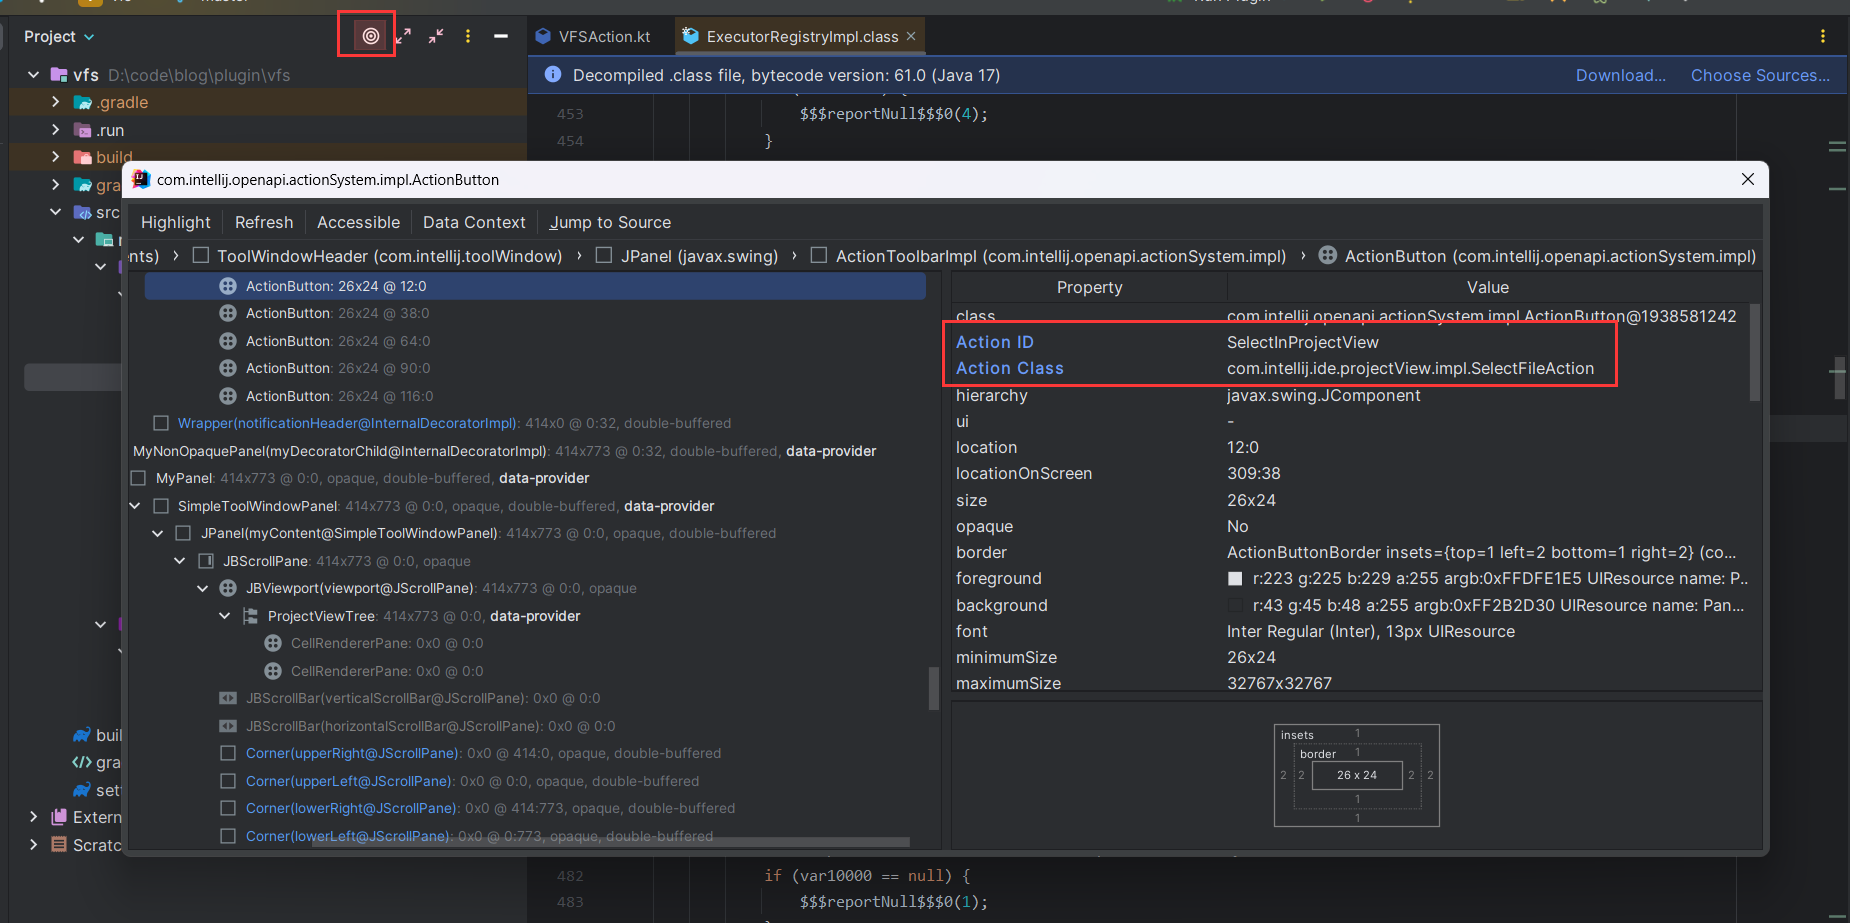 Project
VFSAction.kt
ExecutorRegistryImpl.class
vfs D:\code\blog\plugin\vfs
Decompiled .class file, bytecode version: 61.0 (Java 17)
Download...
Choose Sources...
.gradle
453 $$$reportNull$$$0(4);
.run
454 }
build
com.intellij.openapi.actionSystem.impl.ActionButton
gra
src
Highlight
Refresh
Accessible
Data Context
Jump to Source
nts) › ToolWindowHeader (com.intellij.toolWindow) › JPanel (javax.swing) › ActionToolbarImpl (com.intellij.openapi.actionSystem.impl) › ActionButton (com.intellij.openapi.actionSystem.impl)
ActionButton: 26x24 @ 12:0
ActionButton: 26x24 @ 38:0
ActionButton: 26x24 @ 64:0
ActionButton: 26x24 @ 90:0
ActionButton: 26x24 @ 116:0
Wrapper(notificationHeader@InternalDecoratorImpl): 414x0 @ 0:32, double-buffered
MyNonOpaquePanel(myDecoratorChild@InternalDecoratorImpl): 414x773 @ 0:32, double-buffered, data-provider
MyPanel: 414x773 @ 0:0, opaque, double-buffered, data-provider
SimpleToolWindowPanel: 414x773 @ 0:0, opaque, double-buffered, data-provider
JPanel(myContent@SimpleToolWindowPanel): 414x773 @ 0:0, opaque, double-buffered
JBScrollPane: 414x773 @ 0:0, opaque
JBViewport(viewport@JScrollPane): 414x773 @ 0:0, opaque
ProjectViewTree: 414x773 @ 0:0, data-provider
CellRendererPane: 0x0 @ 0:0
CellRendererPane: 0x0 @ 0:0
JBScrollBar(verticalScrollBar@JScrollPane): 0x0 @ 0:0
JBScrollBar(horizontalScrollBar@JScrollPane): 0x0 @ 0:0
Corner(upperRight@JScrollPane): 0x0 @ 414:0, opaque, double-buffered
Corner(upperLeft@JScrollPane): 0x0 @ 0:0, opaque, double-buffered
Corner(lowerRight@JScrollPane): 0x0 @ 414:773, opaque, double-buffered
Corner(lowerLeft@JScrollPane): 0x0 @ 0:773, opaque, double-buffered
Property Value
class com.intellij.openapi.actionSystem.impl.ActionButton@1938581242
Action ID SelectInProjectView
Action Class com.intellij.ide.projectView.impl.SelectFileAction
hierarchy javax.swing.JComponent
ui -
location 12:0
locationOnScreen 309:38
size 26x24
opaque No
border ActionButtonBorder insets={top=1 left=2 bottom=1 right=2} (co...
foreground r:223 g:225 b:229 a:255 argb:0xFFDFE1E5 UIResource name: P..
background r:43 g:45 b:48 a:255 argb:0xFF2B2D30 UIResource name: Pan...
font Inter Regular (Inter), 13px UIResource
minimumSize 26x24
maximumSize 32767x32767
insets 1
border 1
2 2 26 x 24 2 2
1
1
buil
gra
set
Extern
Scratc
482 if (var10000 == null) {
483 $$$reportNull$$$0(1);